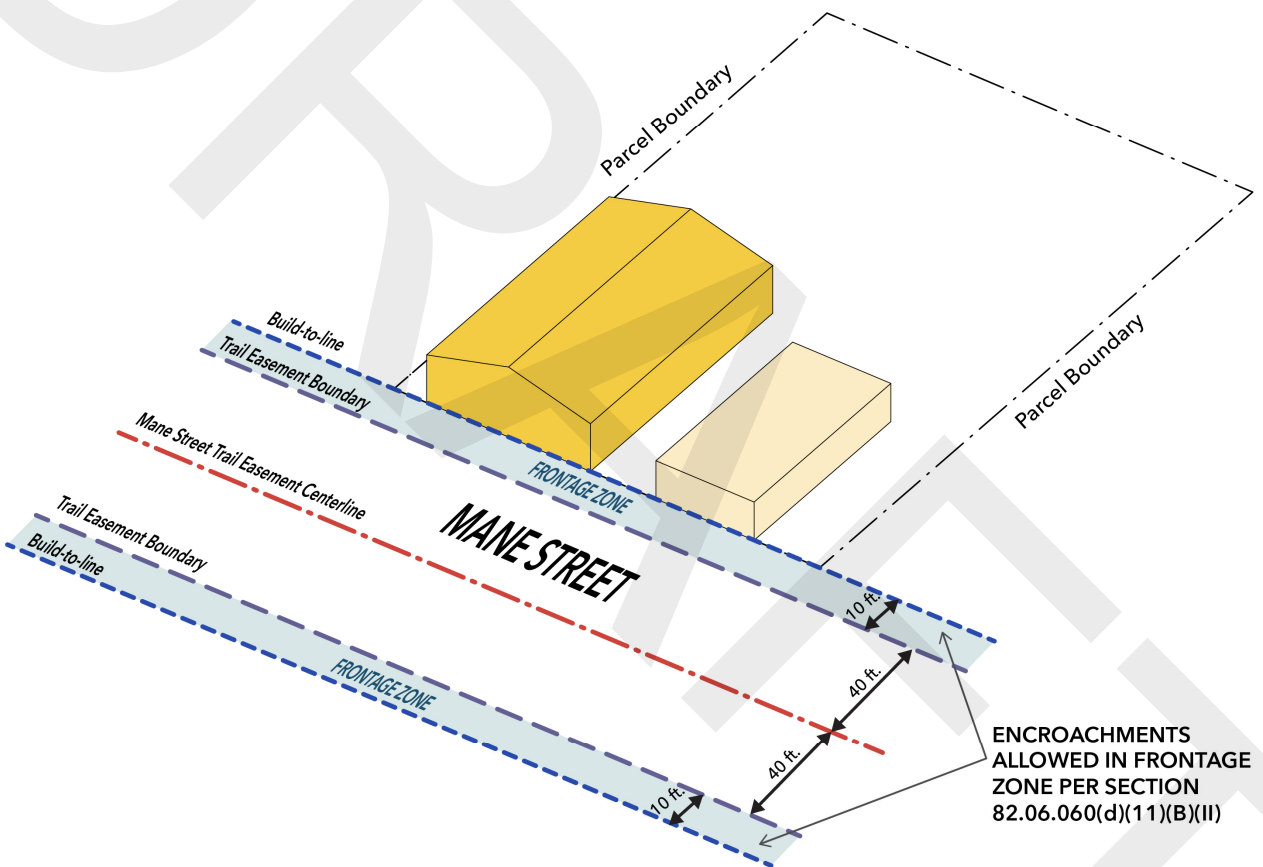 Parcel Boundary
Parcel Boundary
Build-to-line
Trail Easement Boundary
Mane Street Trail Easement Centerline
FRONTAGE ZONE
MANE STREET
Trail Easement Boundary
Build-to-line
FRONTAGE ZONE
10 ft.
40 ft.
40 ft.
10 ft.
ENCROACHMENTS
ALLOWED IN FRONTAGE
ZONE PER SECTION
82.06.060(d)(11)(B)(II)
DRAFT